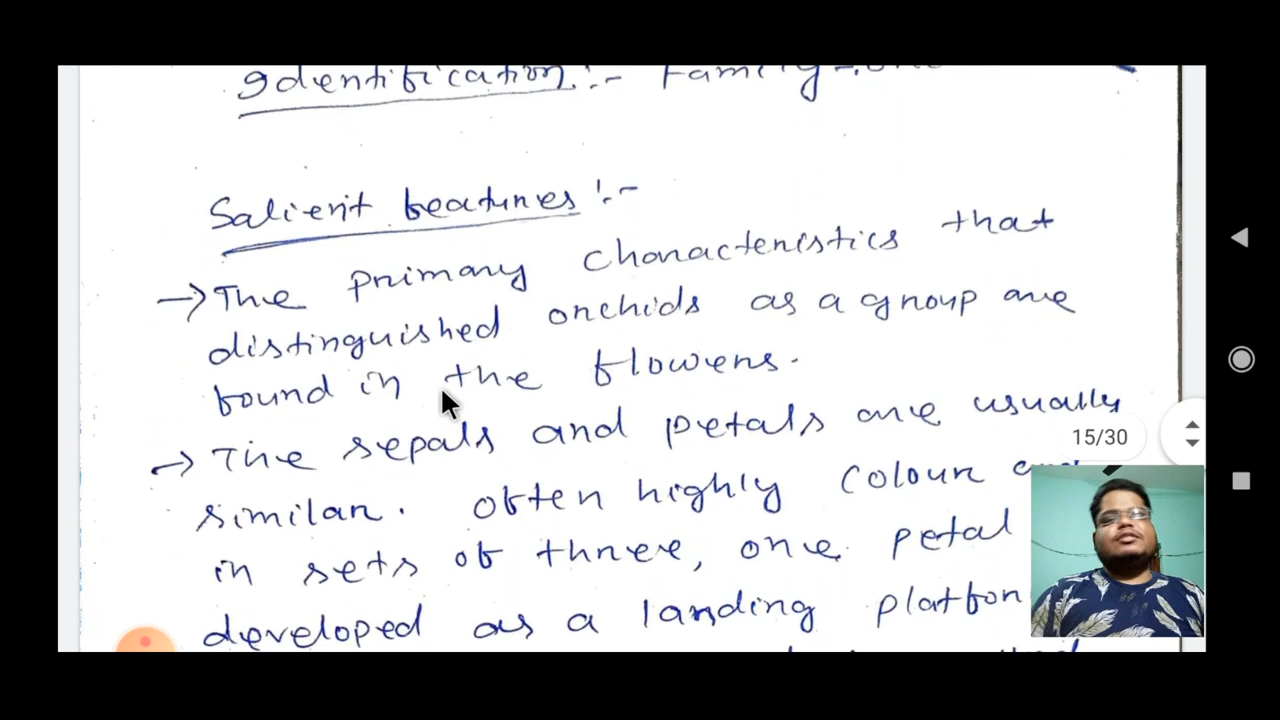 Identification :- Family -
Salient features :-
→ The primary characteristics that
distinguished orchids as a group are
found in the flowers.
→ The sepals and petals are usually
15/30
similar. often highly colour
in sets of three, one petal
developed as a landing